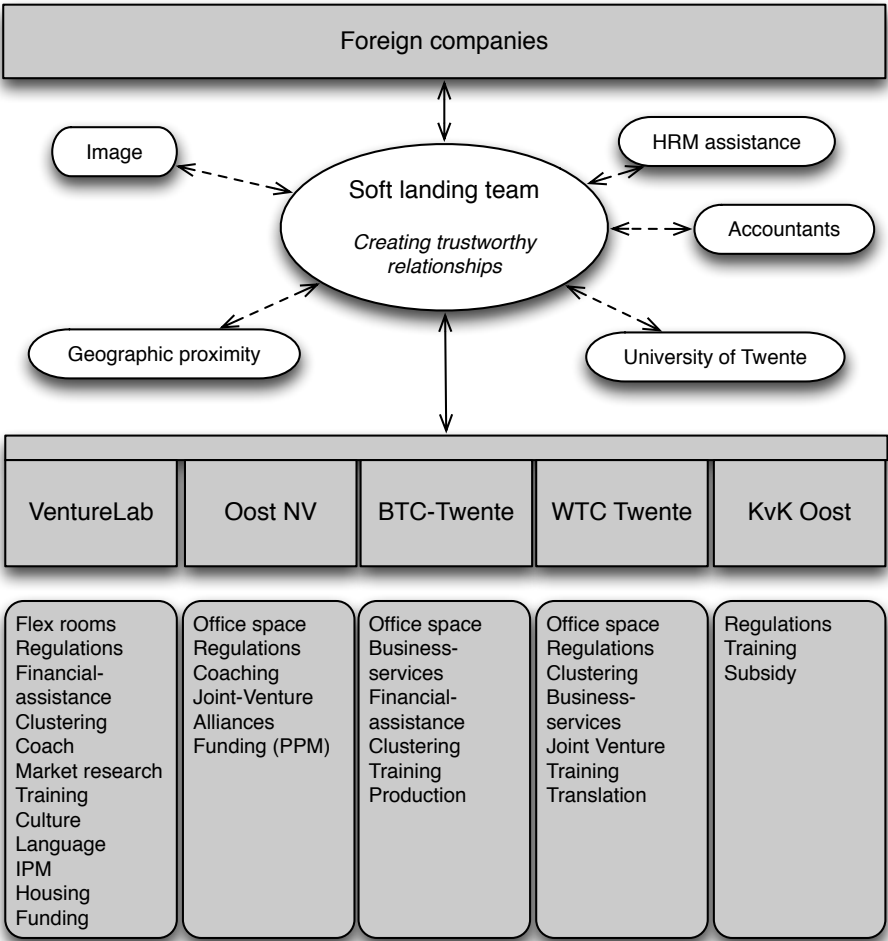 Foreign companies
Image
HRM assistance
Soft landing team
Creating trustworthy
relationships
Accountants
Geographic proximity
University of Twente
VentureLab
Oost NV
BTC-Twente
WTC Twente
KvK Oost
Flex rooms
Regulations
Financial-
assistance
Clustering
Coach
Market research
Training
Culture
Language
IPM
Housing
Funding
Office space
Regulations
Coaching
Joint-Venture
Alliances
Funding (PPM)
Office space
Business-
services
Financial-
assistance
Clustering
Training
Production
Office space
Regulations
Clustering
Business-
services
Joint Venture
Training
Translation
Regulations
Training
Subsidy